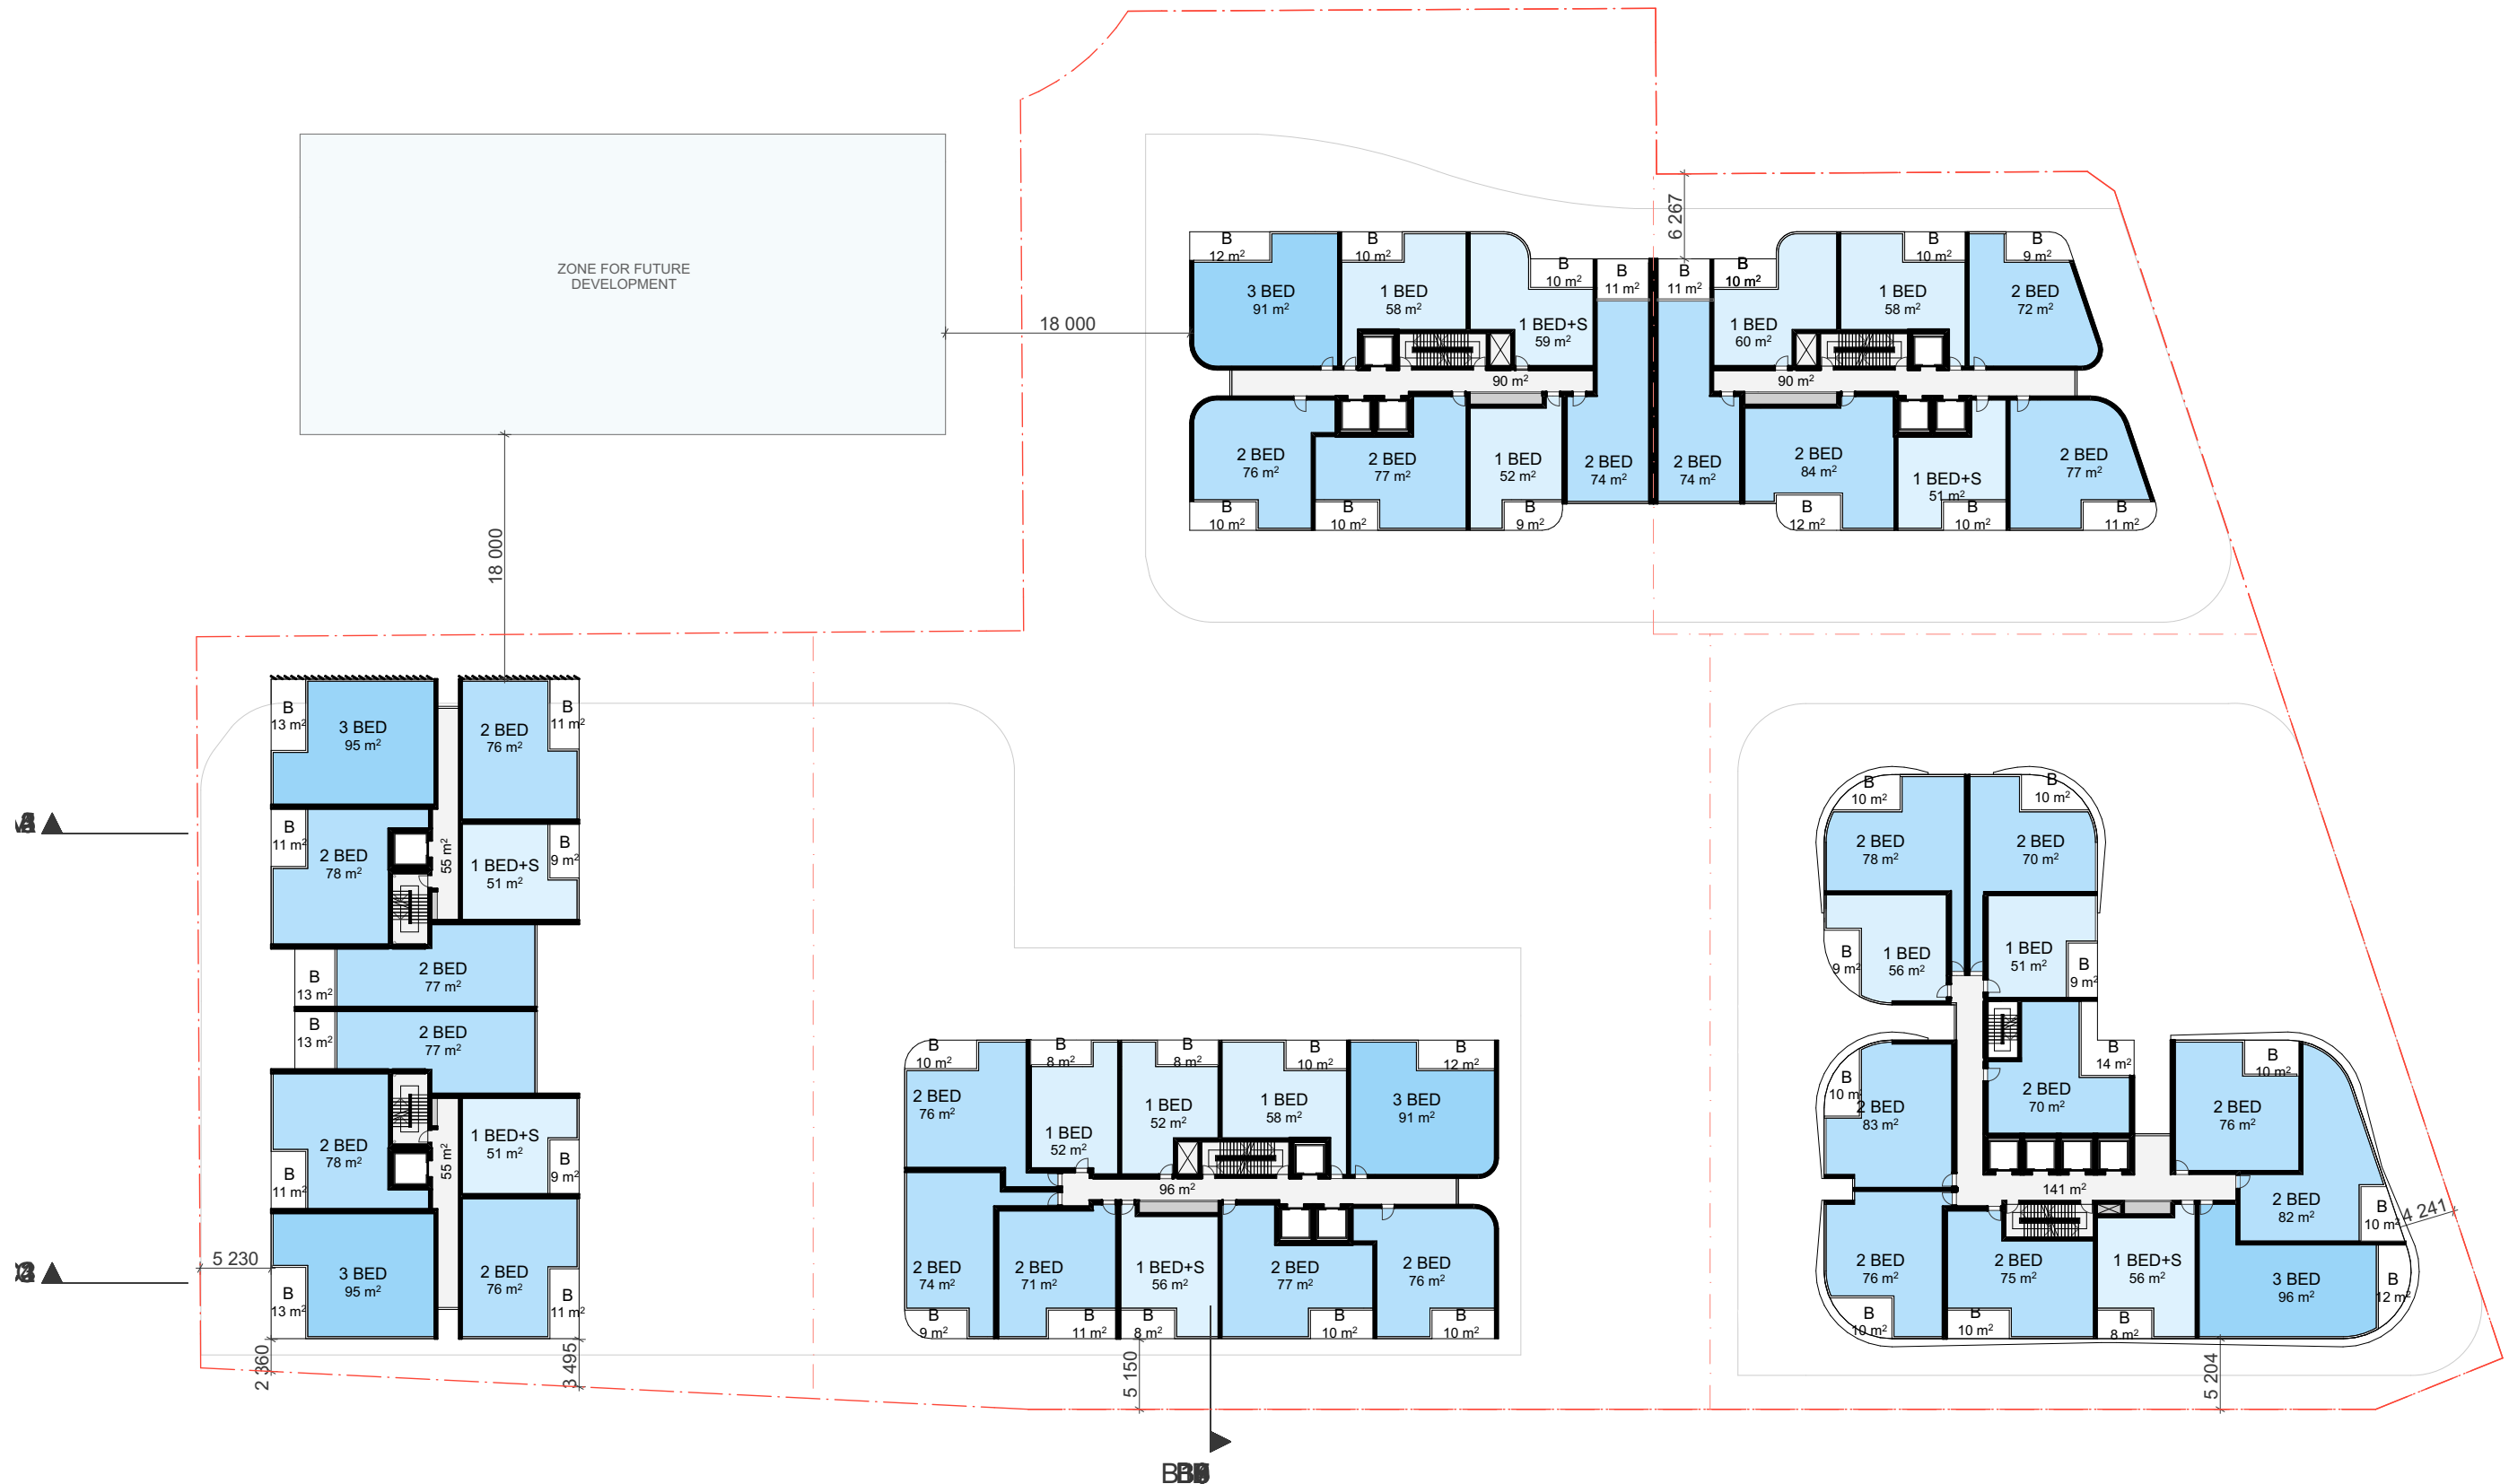 ZONE FOR FUTURE
DEVELOPMENT
18 000
18 000
6 267
B
12 m²
B
10 m²
B
10 m²
B
11 m²
B
11 m²
B
10 m²
B
10 m²
B
9 m²
3 BED
91 m²
1 BED
58 m²
1 BED+S
59 m²
1 BED
60 m²
1 BED
58 m²
2 BED
72 m²
90 m²
90 m²
2 BED
76 m²
2 BED
77 m²
1 BED
52 m²
2 BED
74 m²
2 BED
74 m²
2 BED
84 m²
1 BED+S
51 m²
2 BED
77 m²
B
10 m²
B
10 m²
B
9 m²
B
12 m²
B
10 m²
B
11 m²
B
13 m²
3 BED
95 m²
2 BED
76 m²
B
11 m²
B
11 m²
2 BED
78 m²
55 m²
1 BED+S
51 m²
B
9 m²
B
13 m²
2 BED
77 m²
B
13 m²
2 BED
77 m²
2 BED
78 m²
B
11 m²
55 m²
1 BED+S
51 m²
B
9 m²
3 BED
95 m²
B
13 m²
2 BED
76 m²
B
11 m²
5 230
2 360
3 495
B
10 m²
B
8 m²
B
8 m²
B
10 m²
B
12 m²
2 BED
76 m²
1 BED
52 m²
1 BED
52 m²
1 BED
58 m²
3 BED
91 m²
96 m²
2 BED
74 m²
2 BED
71 m²
1 BED+S
56 m²
2 BED
77 m²
2 BED
76 m²
B
9 m²
B
11 m²
B
8 m²
B
10 m²
B
10 m²
5 150
B
10 m²
B
10 m²
2 BED
78 m²
2 BED
70 m²
1 BED
56 m²
B
9 m²
1 BED
51 m²
B
9 m²
B
10 m²
2 BED
83 m²
2 BED
70 m²
B
14 m²
B
10 m²
2 BED
76 m²
141 m²
2 BED
82 m²
B
10 m²
4 241
2 BED
76 m²
2 BED
75 m²
1 BED+S
56 m²
3 BED
96 m²
B
12 m²
B
10 m²
B
10 m²
B
8 m²
5 204